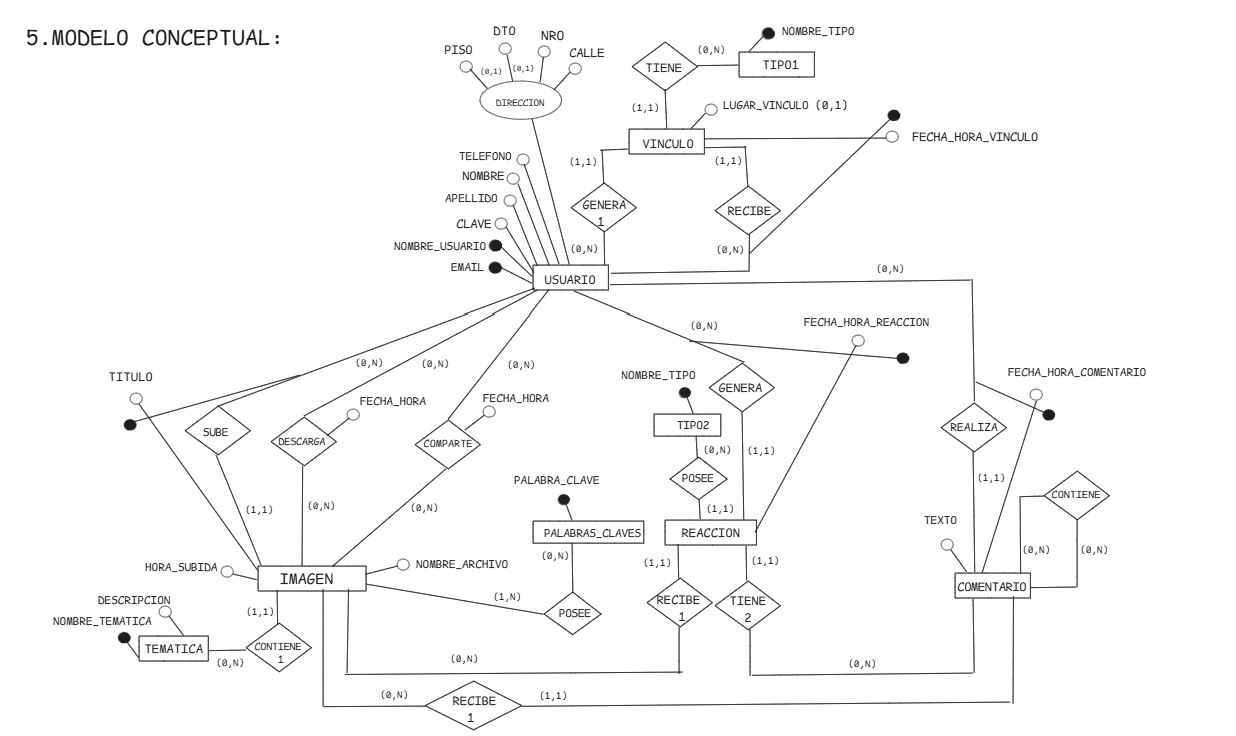 5.MODELO CONCEPTUAL:
DTO
NRO
PISO
CALLE
(0,1)
(0,1)
DIRECCION
NOMBRE_TIPO
(0,N)
TIENE
TIPO1
(1,1)
LUGAR_VINCULO (0,1)
VINCULO
FECHA_HORA_VINCULO
(1,1)
(1,1)
TELEFONO
NOMBRE
APELLIDO
CLAVE
NOMBRE_USUARIO
EMAIL
GENERA
1
RECIBE
(0,N)
(0,N)
USUARIO
(0,N)
(0,N)
FECHA_HORA_REACCION
(0,N)
(0,N)
(0,N)
TITULO
NOMBRE_TIPO
FECHA_HORA_COMENTARIO
FECHA_HORA
FECHA_HORA
GENERA
SUBE
DESCARGA
COMPARTE
TIPO2
REALIZA
(0,N)
(1,1)
POSEE
(1,1)
PALABRA_CLAVE
CONTIENE
(1,1)
(0,N)
(0,N)
(1,1)
TEXTO
PALABRAS_CLAVES
REACCION
(0,N)
(1,1)
(1,1)
(0,N)
(0,N)
HORA_SUBIDA
IMAGEN
NOMBRE_ARCHIVO
COMENTARIO
DESCRIPCION
(1,1)
(1,N)
POSEE
RECIBE
1
TIENE
2
NOMBRE_TEMATICA
TEMATICA
(0,N)
CONTIENE
1
(0,N)
(0,N)
(0,N)
RECIBE
1
(1,1)